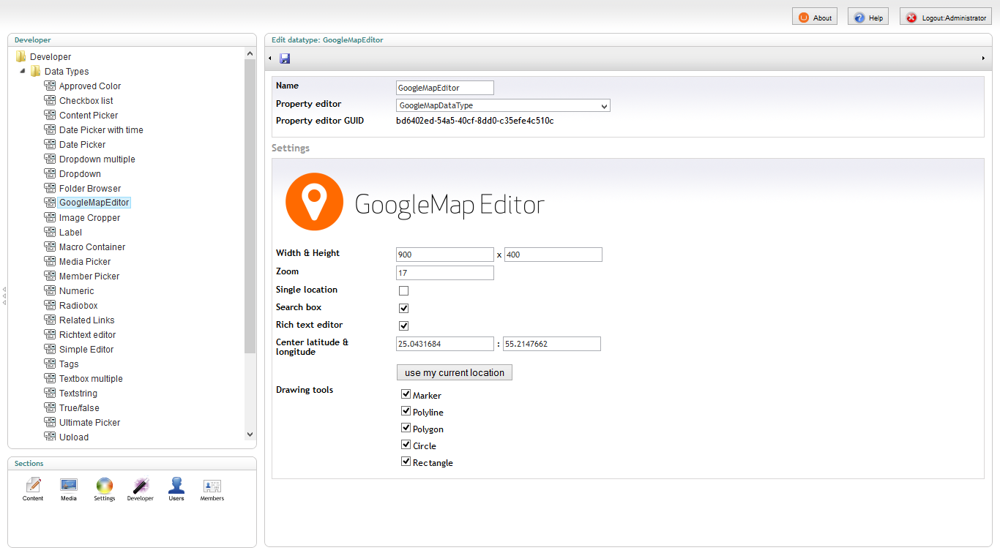 About
Help
Logout:Administrator
Developer
Developer
Data Types
Approved Color
Checkbox list
Content Picker
Date Picker with time
Date Picker
Dropdown multiple
Dropdown
Folder Browser
GoogleMapEditor
Image Cropper
Label
Macro Container
Media Picker
Member Picker
Numeric
Radiobox
Related Links
Richtext editor
Simple Editor
Tags
Textbox multiple
Textstring
True/false
Ultimate Picker
Upload
Sections
Content Media Settings Developer Users Members
Edit datatype: GoogleMapEditor
Name GoogleMapEditor
Property editor GoogleMapDataType
Property editor GUID bd6402ed-54a5-40cf-8dd0-c35efe4c510c
Settings
GoogleMap Editor
Width & Height 900 x 400
Zoom 17
Single location
Search box
Rich text editor
Center latitude & 25.0431684 : 55.2147662
longitude
use my current location
Drawing tools
Marker
Polyline
Polygon
Circle
Rectangle